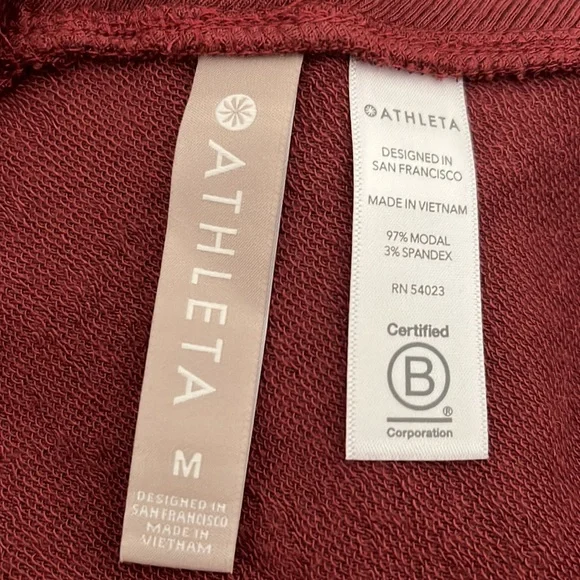 ATHLETA
M
DESIGNED IN
SAN FRANCISCO
MADE IN
VIETNAM
ATHLETA
DESIGNED IN
SAN FRANCISCO
MADE IN VIETNAM
97% MODAL
3% SPANDEX
RN 54023
Certified
B
®
Corporation